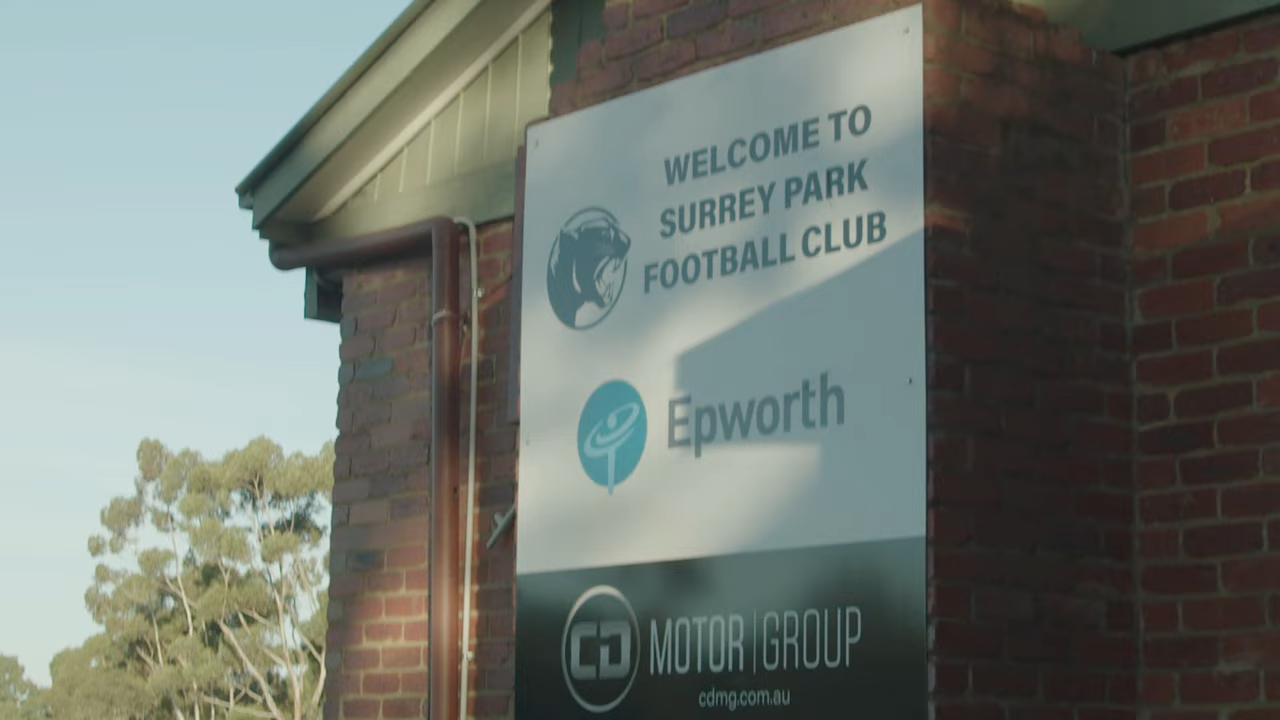 WELCOME TO
SURREY PARK
FOOTBALL CLUB
Epworth
CD MOTOR|GROUP
cdmg.com.au